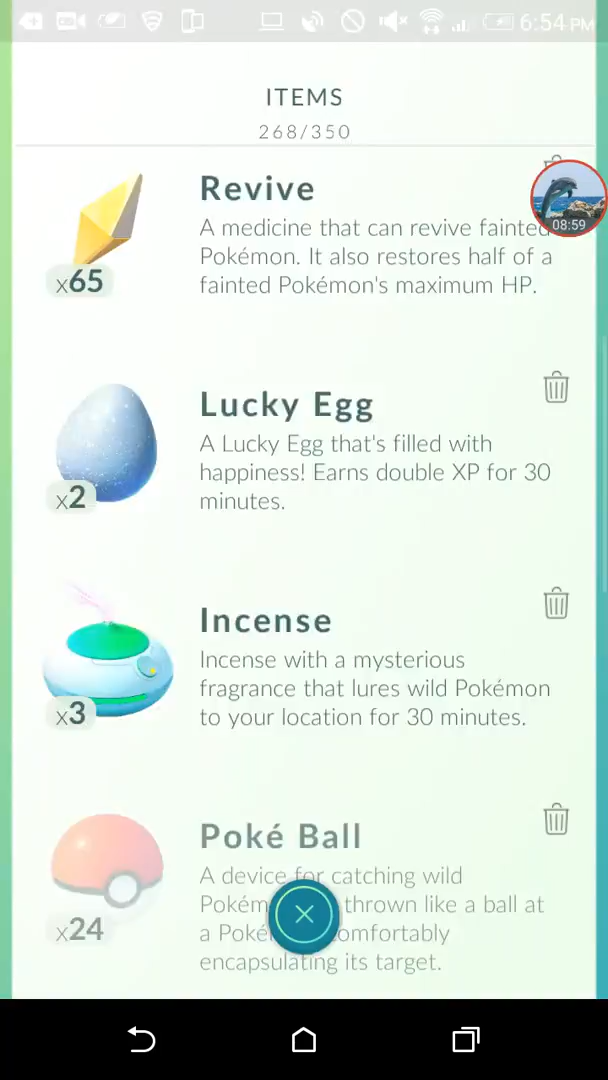 6:54 PM
ITEMS
268/350
Revive
08:59
A medicine that can revive fainted
Pokémon. It also restores half of a
fainted Pokémon's maximum HP.
x65
Lucky Egg
A Lucky Egg that's filled with
happiness! Earns double XP for 30
minutes.
x2
Incense
Incense with a mysterious
fragrance that lures wild Pokémon
to your location for 30 minutes.
x3
Poké Ball
A device for catching wild
thrown like a ball at
a comfortably
encapsulating its target.
x24